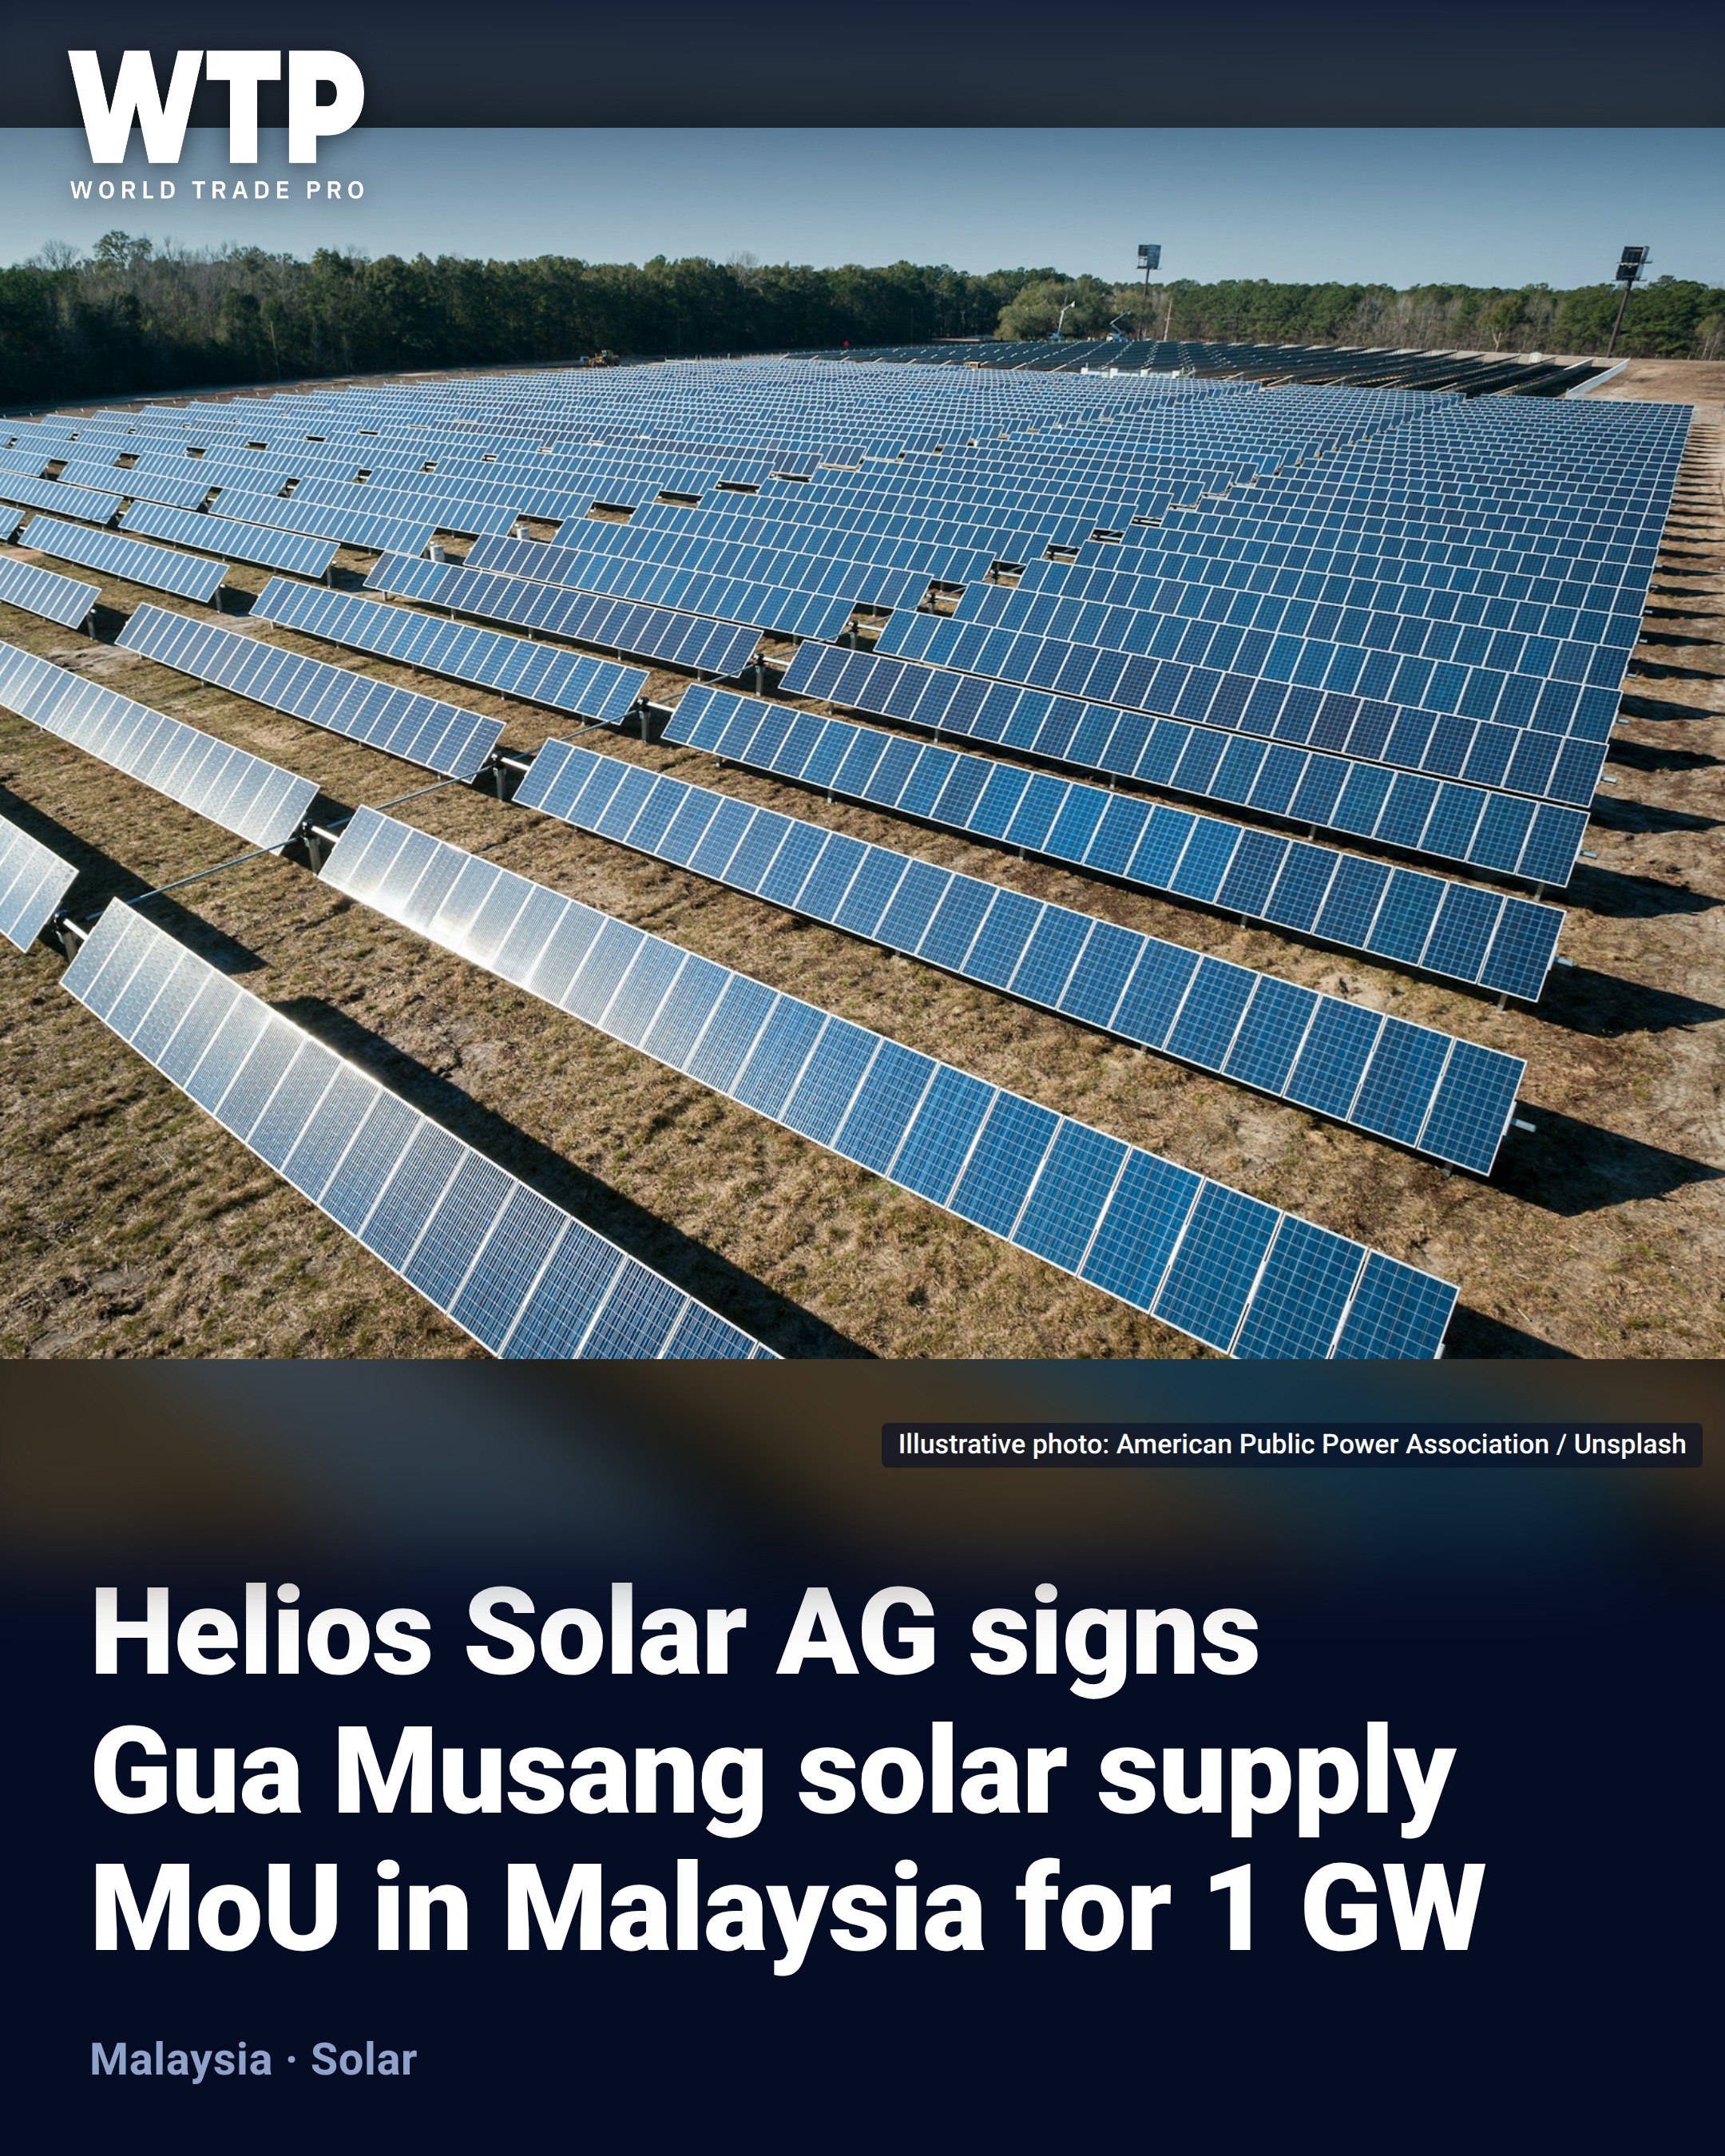 WTP
WORLD TRADE PRO
Illustrative photo: American Public Power Association / Unsplash
Helios Solar AG signs
Gua Musang solar supply
MoU in Malaysia for 1 GW
Malaysia · Solar